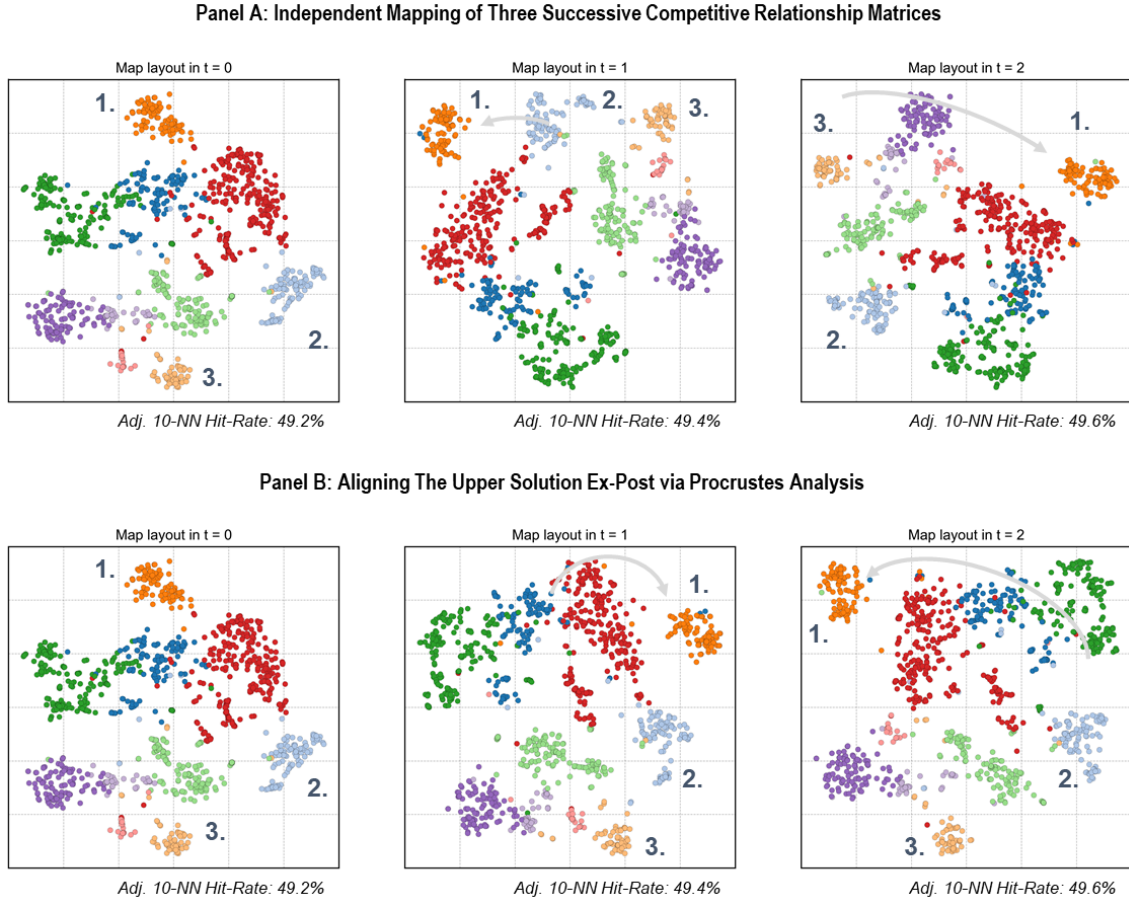 Panel A: Independent Mapping of Three Successive Competitive Relationship Matrices
Map layout in t = 0
1.
2.
3.
Adj. 10-NN Hit-Rate: 49.2%
Map layout in t = 1
1.
2.
3.
Adj. 10-NN Hit-Rate: 49.4%
Map layout in t = 2
3.
1.
2.
Adj. 10-NN Hit-Rate: 49.6%
Panel B: Aligning The Upper Solution Ex-Post via Procrustes Analysis
Map layout in t = 0
1.
2.
3.
Adj. 10-NN Hit-Rate: 49.2%
Map layout in t = 1
1.
2.
3.
Adj. 10-NN Hit-Rate: 49.4%
Map layout in t = 2
1.
2.
3.
Adj. 10-NN Hit-Rate: 49.6%